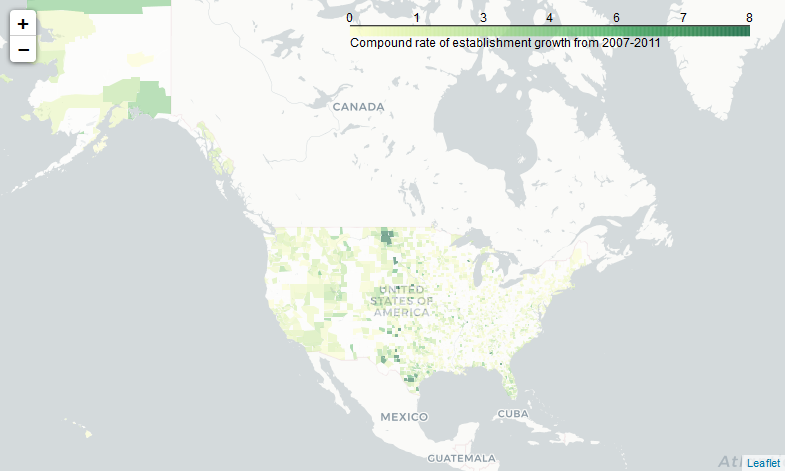 +
−
0 1 3 4 6 7 8
Compound rate of establishment growth from 2007-2011
CANADA
UNITED
STATES OF
AMERICA
MEXICO
CUBA
GUATEMALA
Leaflet